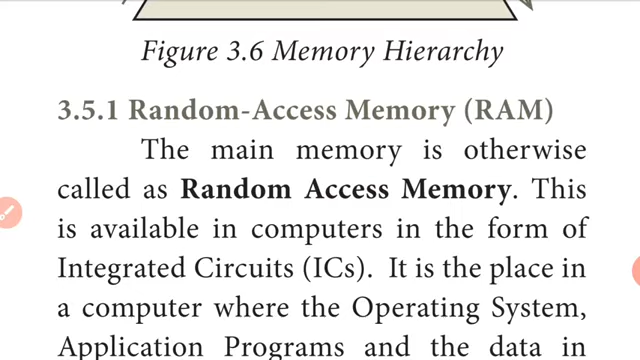 Figure 3.6 Memory Hierarchy
3.5.1 Random-Access Memory (RAM)
The main memory is otherwise
called as Random Access Memory. This
is available in computers in the form of
Integrated Circuits (ICs). It is the place in
a computer where the Operating System,
Application Programs and the data in